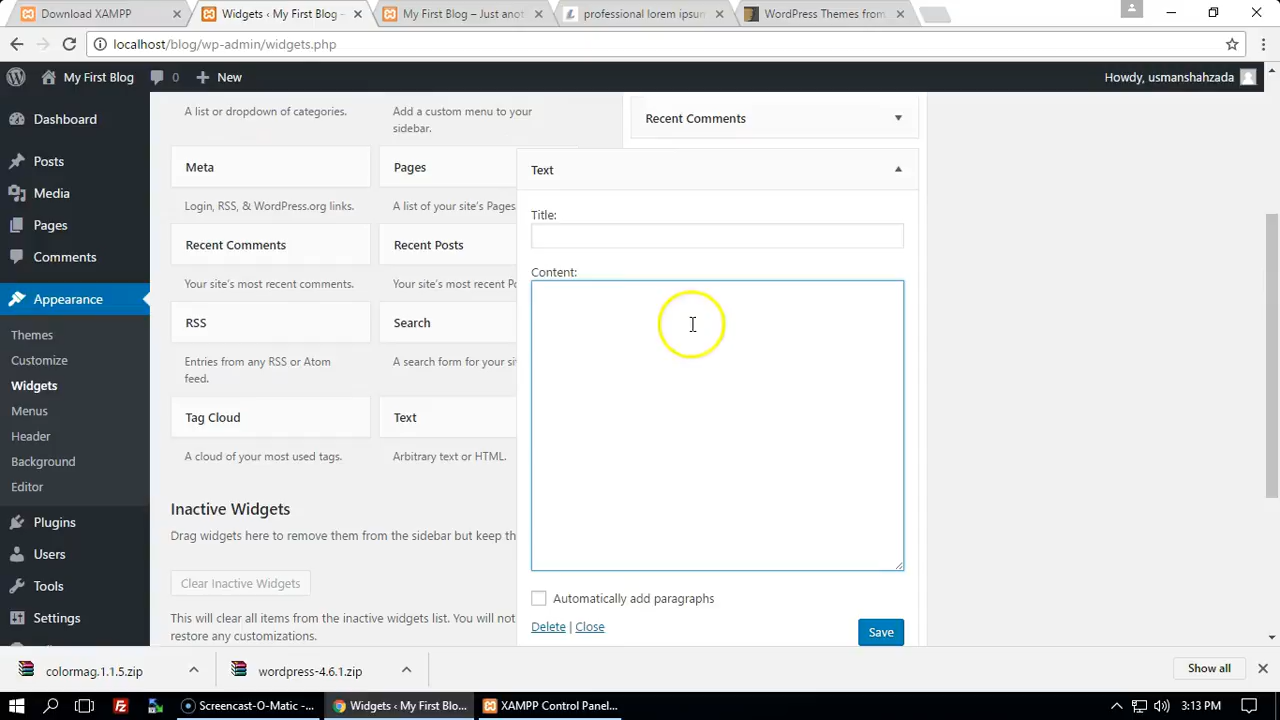 Download XAMPP
Widgets ‹ My First Blog –
My First Blog – Just anot
professional lorem ipsum
WordPress Themes from
localhost/blog/wp-admin/widgets.php
My First Blog
0
New
Howdy, usmanshahzada
Dashboard
Posts
Media
Pages
Comments
Appearance
Themes
Customize
Widgets
Menus
Header
Background
Editor
Plugins
Users
Tools
Settings
A list or dropdown of categories.
Add a custom menu to your
sidebar.
Meta
Pages
Login, RSS, & WordPress.org links.
A list of your site's Pages
Recent Comments
Recent Posts
Your site's most recent comments.
Your site's most recent Po
RSS
Search
Entries from any RSS or Atom
feed.
A search form for your sit
Tag Cloud
Text
A cloud of your most used tags.
Arbitrary text or HTML.
Inactive Widgets
Drag widgets here to remove them from the sidebar but keep th
Clear Inactive Widgets
This will clear all items from the inactive widgets list. You will not
restore any customizations.
Recent Comments
Text
Title:
Content:
Automatically add paragraphs
Delete | Close
Save
colormag.1.1.5.zip
wordpress-4.6.1.zip
Show all
Screencast-O-Matic -...
Widgets ‹ My First Blo...
XAMPP Control Panel...
3:13 PM